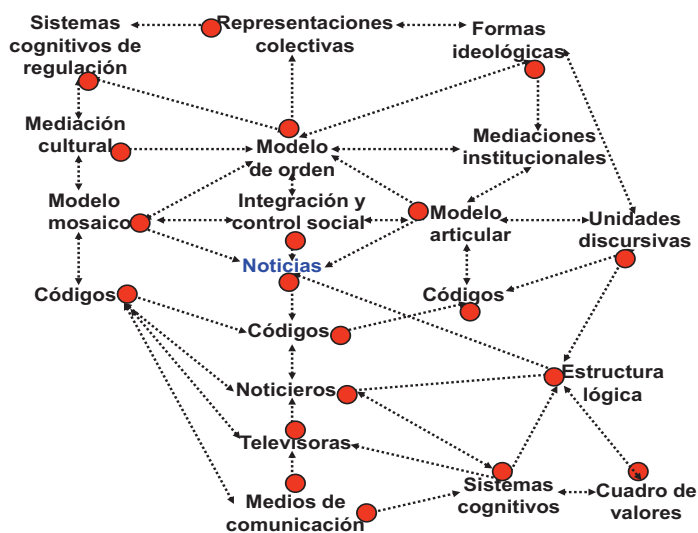 Sistemas
cognitivos de
regulación
Representaciones
colectivas
Formas
ideológicas
Mediación
cultural
Modelo
de orden
Mediaciones
institucionales
Modelo
mosaico
Integración y
control social
Modelo
articular
Unidades
discursivas
Noticias
Códigos
Códigos
Códigos
Noticieros
Estructura
lógica
Televisoras
Medios de
comunicación
Sistemas
cognitivos
Cuadro de
valores